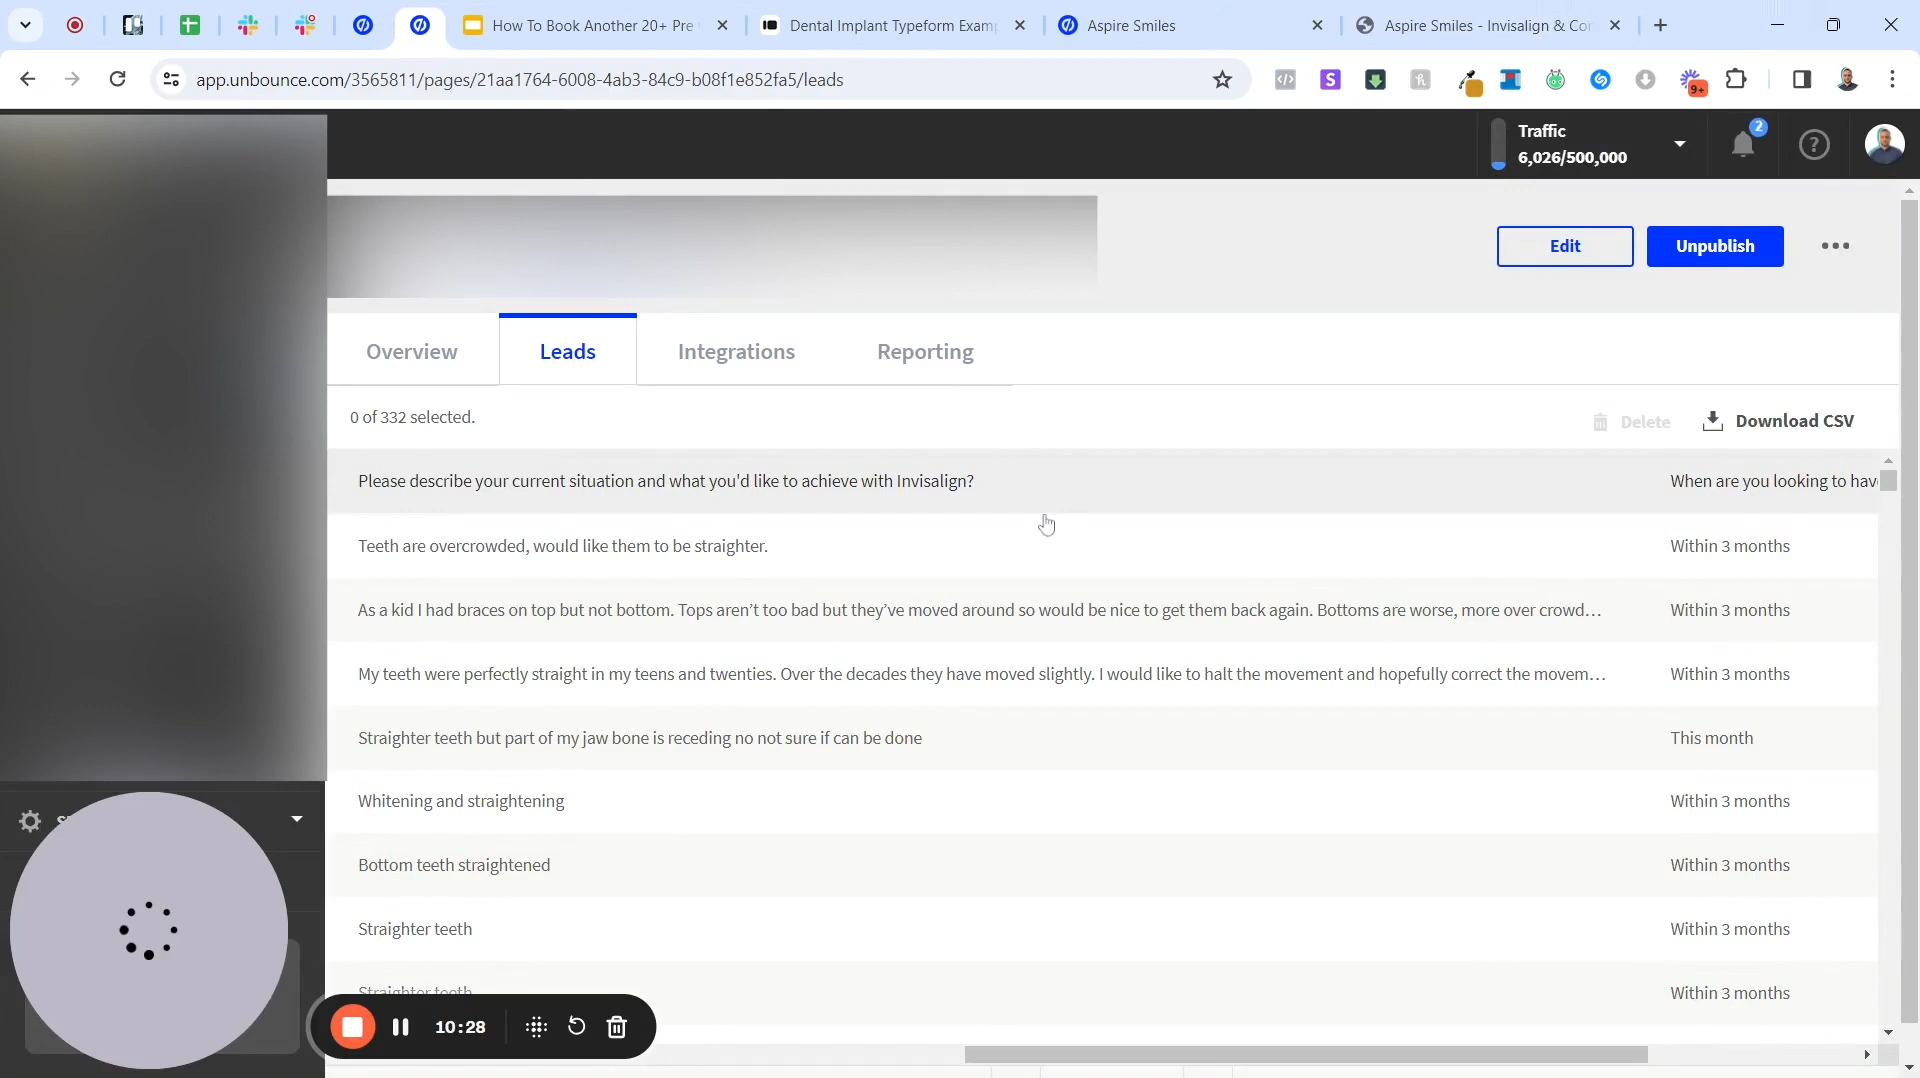 How To Book Another 20+ Pre
Dental Implant Typeform Exam
Aspire Smiles
Aspire Smiles - Invisalign & Cor
app.unbounce.com/3565811/pages/21aa1764-6008-4ab3-84c9-b08f1e852fa5/leads
9+
Traffic
6,026/500,000
2
Edit
Unpublish
Overview
Leads
Integrations
Reporting
0 of 332 selected.
Delete
Download CSV
Please describe your current situation and what you'd like to achieve with Invisalign?
When are you looking to hav
Teeth are overcrowded, would like them to be straighter.
Within 3 months
As a kid I had braces on top but not bottom. Tops aren’t too bad but they’ve moved around so would be nice to get them back again. Bottoms are worse, more over crowd…
Within 3 months
My teeth were perfectly straight in my teens and twenties. Over the decades they have moved slightly. I would like to halt the movement and hopefully correct the movem…
Within 3 months
Straighter teeth but part of my jaw bone is receding no not sure if can be done
This month
Whitening and straightening
Within 3 months
Bottom teeth straightened
Within 3 months
Straighter teeth
Within 3 months
Straighter teeth
Within 3 months
10:28